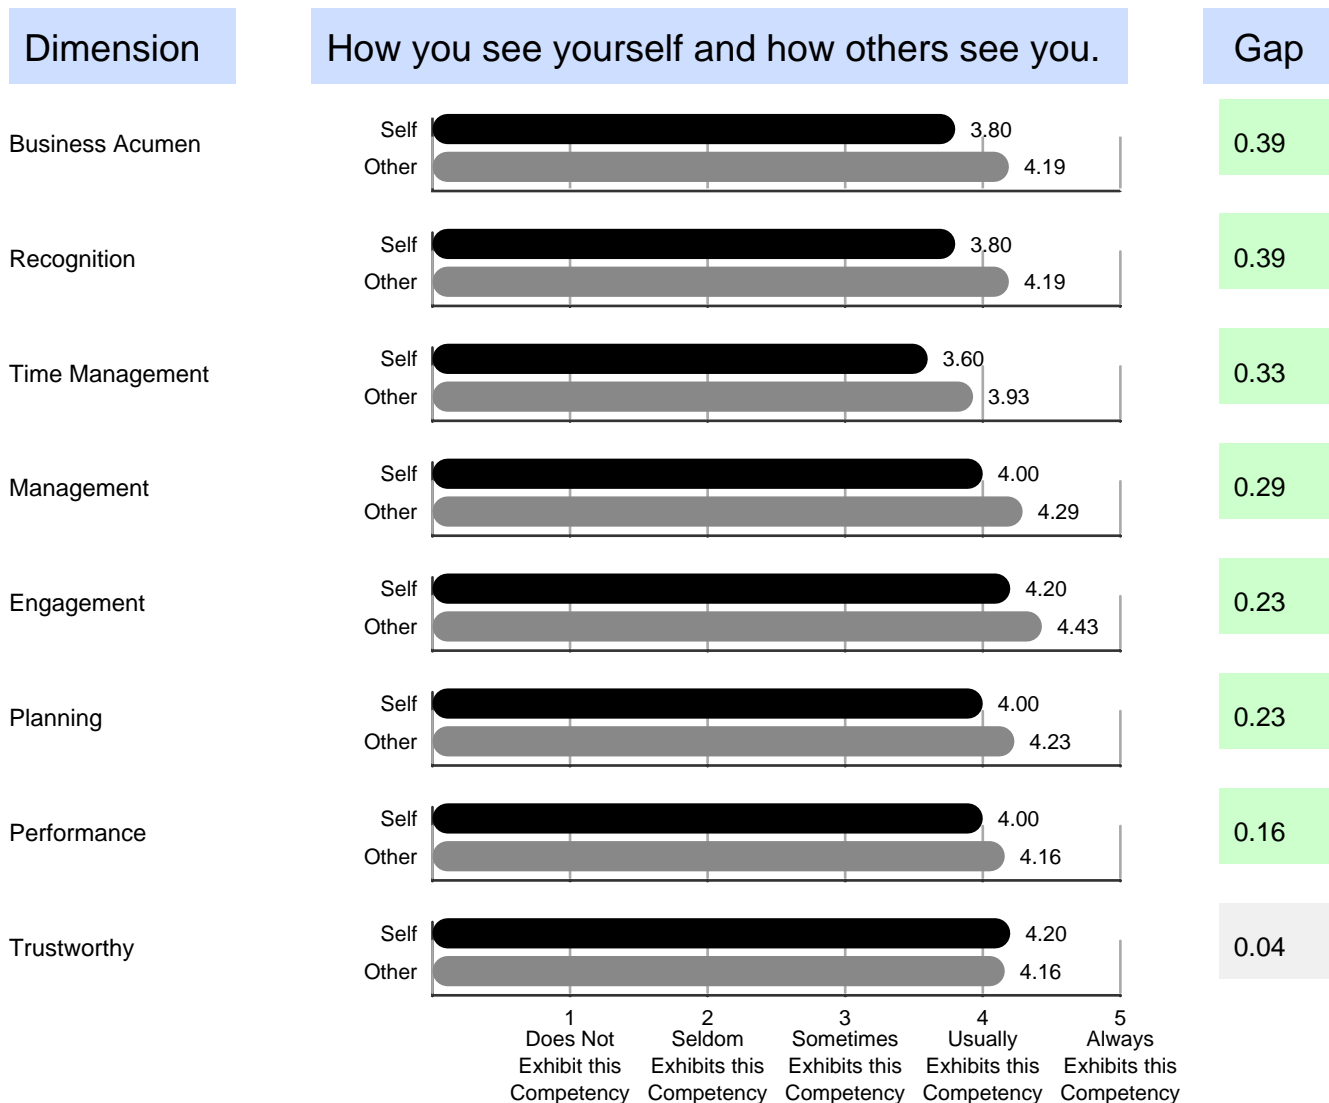 Dimension
How you see yourself and how others see you.
Gap
Business Acumen
Self
3.80
Other
4.19
0.39
Recognition
Self
3.80
Other
4.19
0.39
Time Management
Self
3.60
Other
3.93
0.33
Management
Self
4.00
Other
4.29
0.29
Engagement
Self
4.20
Other
4.43
0.23
Planning
Self
4.00
Other
4.23
0.23
Performance
Self
4.00
Other
4.16
0.16
Trustworthy
Self
4.20
Other
4.16
0.04
1
Does Not
Exhibit this
Competency
2
Seldom
Exhibits this
Competency
3
Sometimes
Exhibits this
Competency
4
Usually
Exhibits this
Competency
5
Always
Exhibits this
Competency